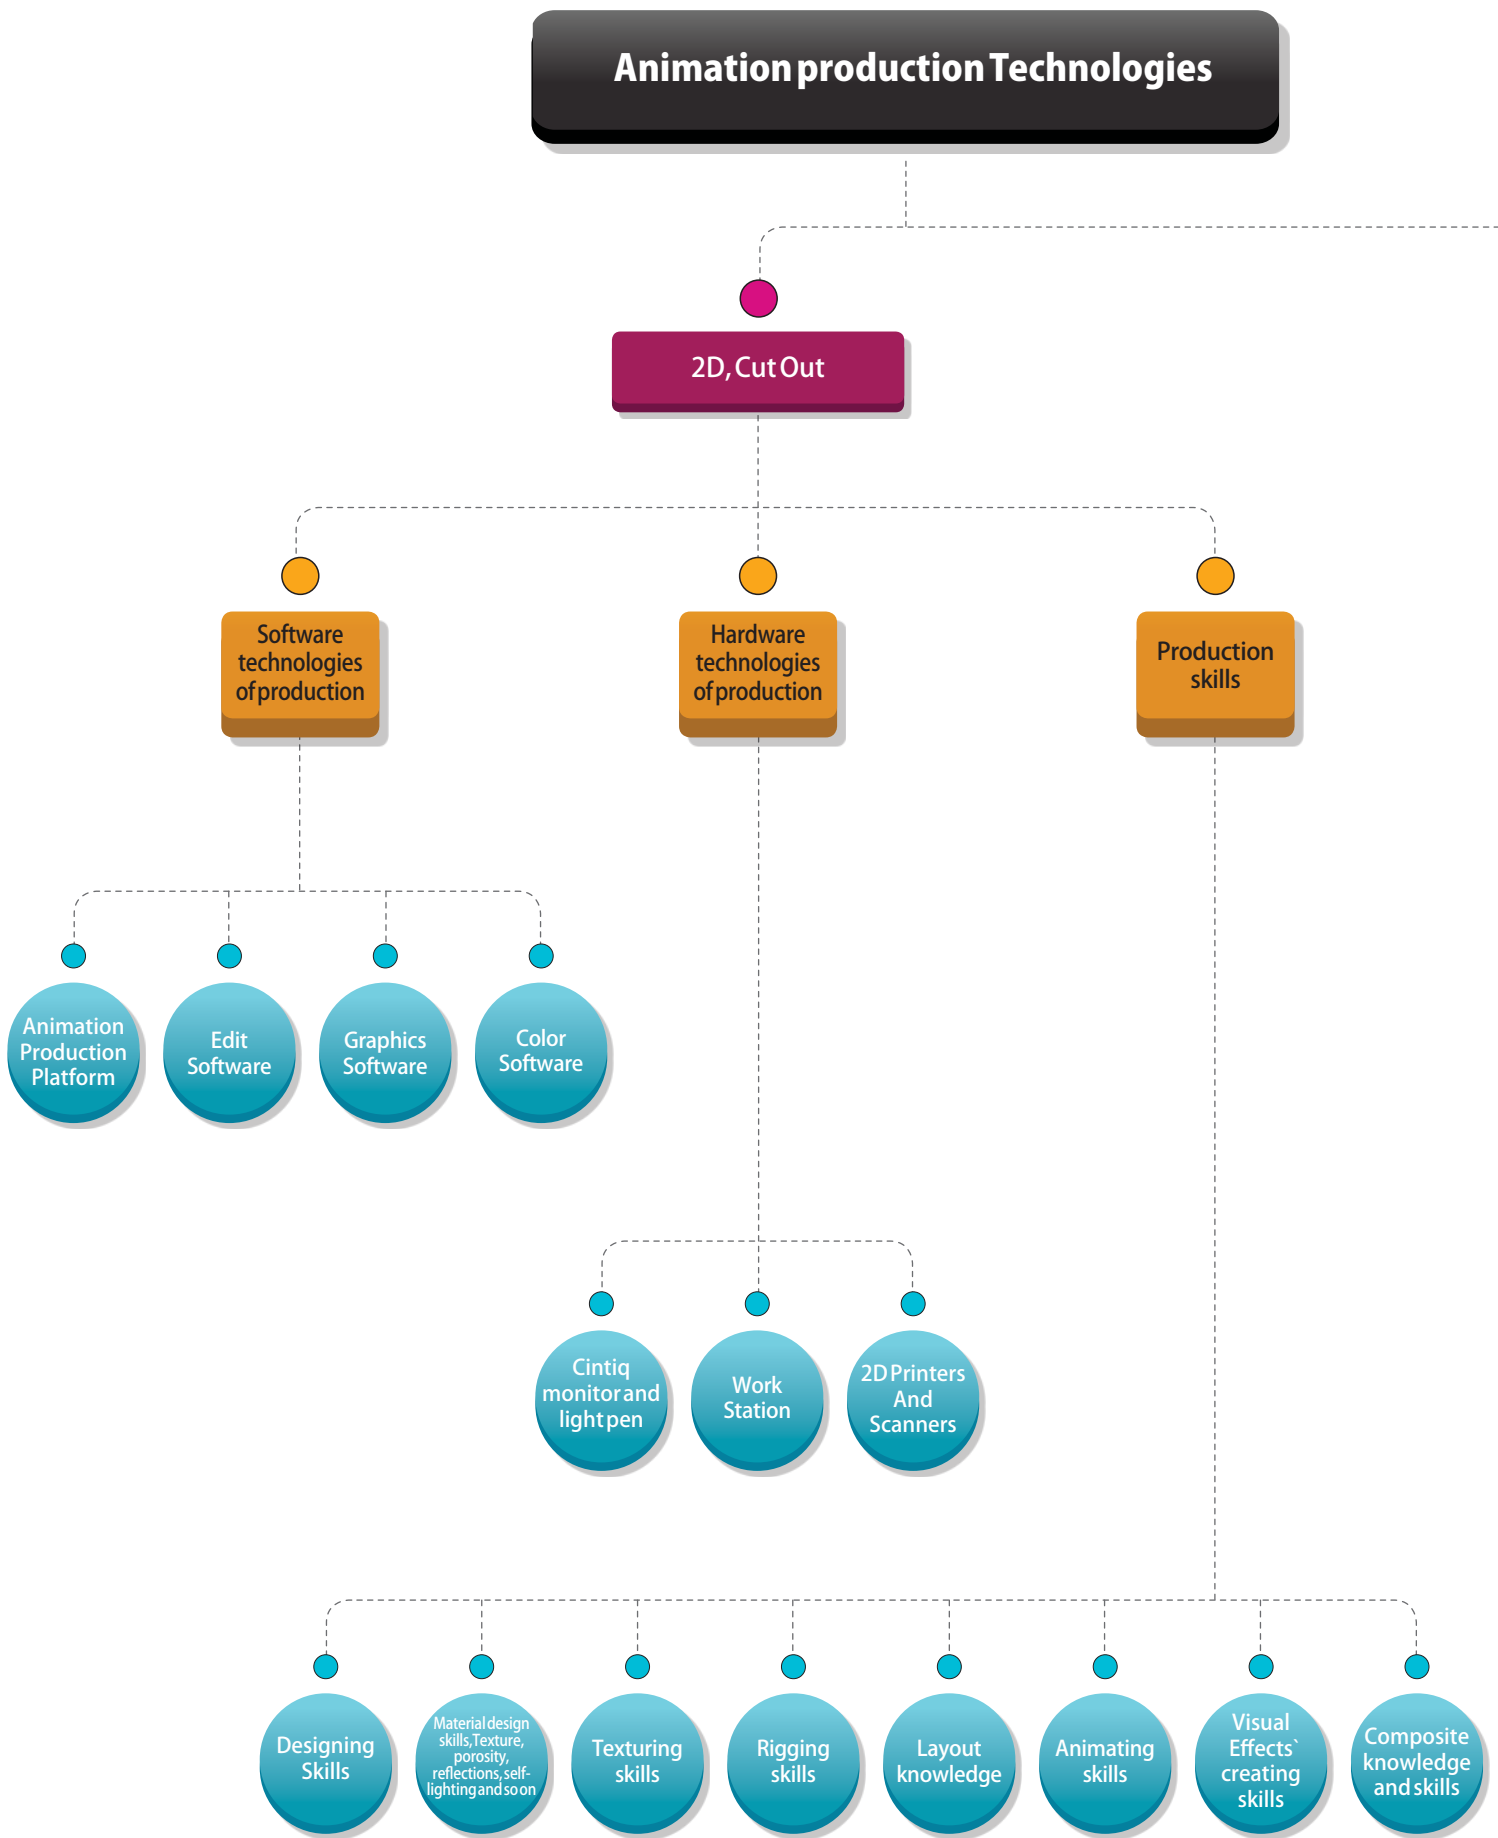 Animation production Technologies
2D, Cut Out
Software
technologies
of production
Hardware
technologies
of production
Production
skills
Animation
Production
Platform
Edit
Software
Graphics
Software
Color
Software
Cintiq
monitor and
light pen
Work
Station
2D Printers
And
Scanners
Designing
Skills
Material design
skills, Texture,
porosity,
reflections, self-
lighting and so on
Texturing
skills
Rigging
skills
Layout
knowledge
Animating
skills
Visual
Effects`
creating
skills
Composite
knowledge
and skills